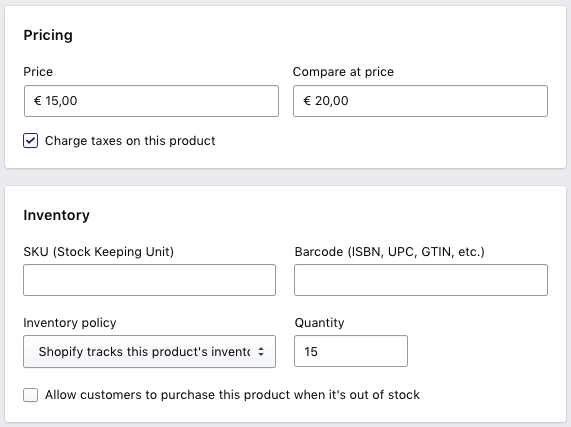 Pricing
Price
Compare at price
€ 15,00
€ 20,00
Charge taxes on this product
Inventory
SKU (Stock Keeping Unit)
Barcode (ISBN, UPC, GTIN, etc.)
Inventory policy
Quantity
Shopify tracks this product's invento
15
Allow customers to purchase this product when it's out of stock